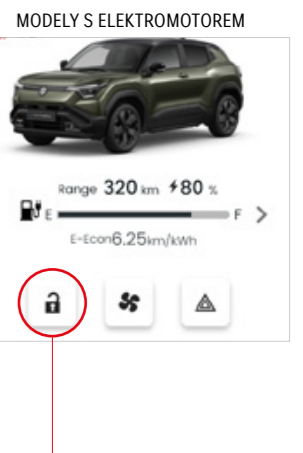 MODELY S ELEKTROMOTOREM
Range 320 km 80 %
E F
E-Econ6.25km/kWh